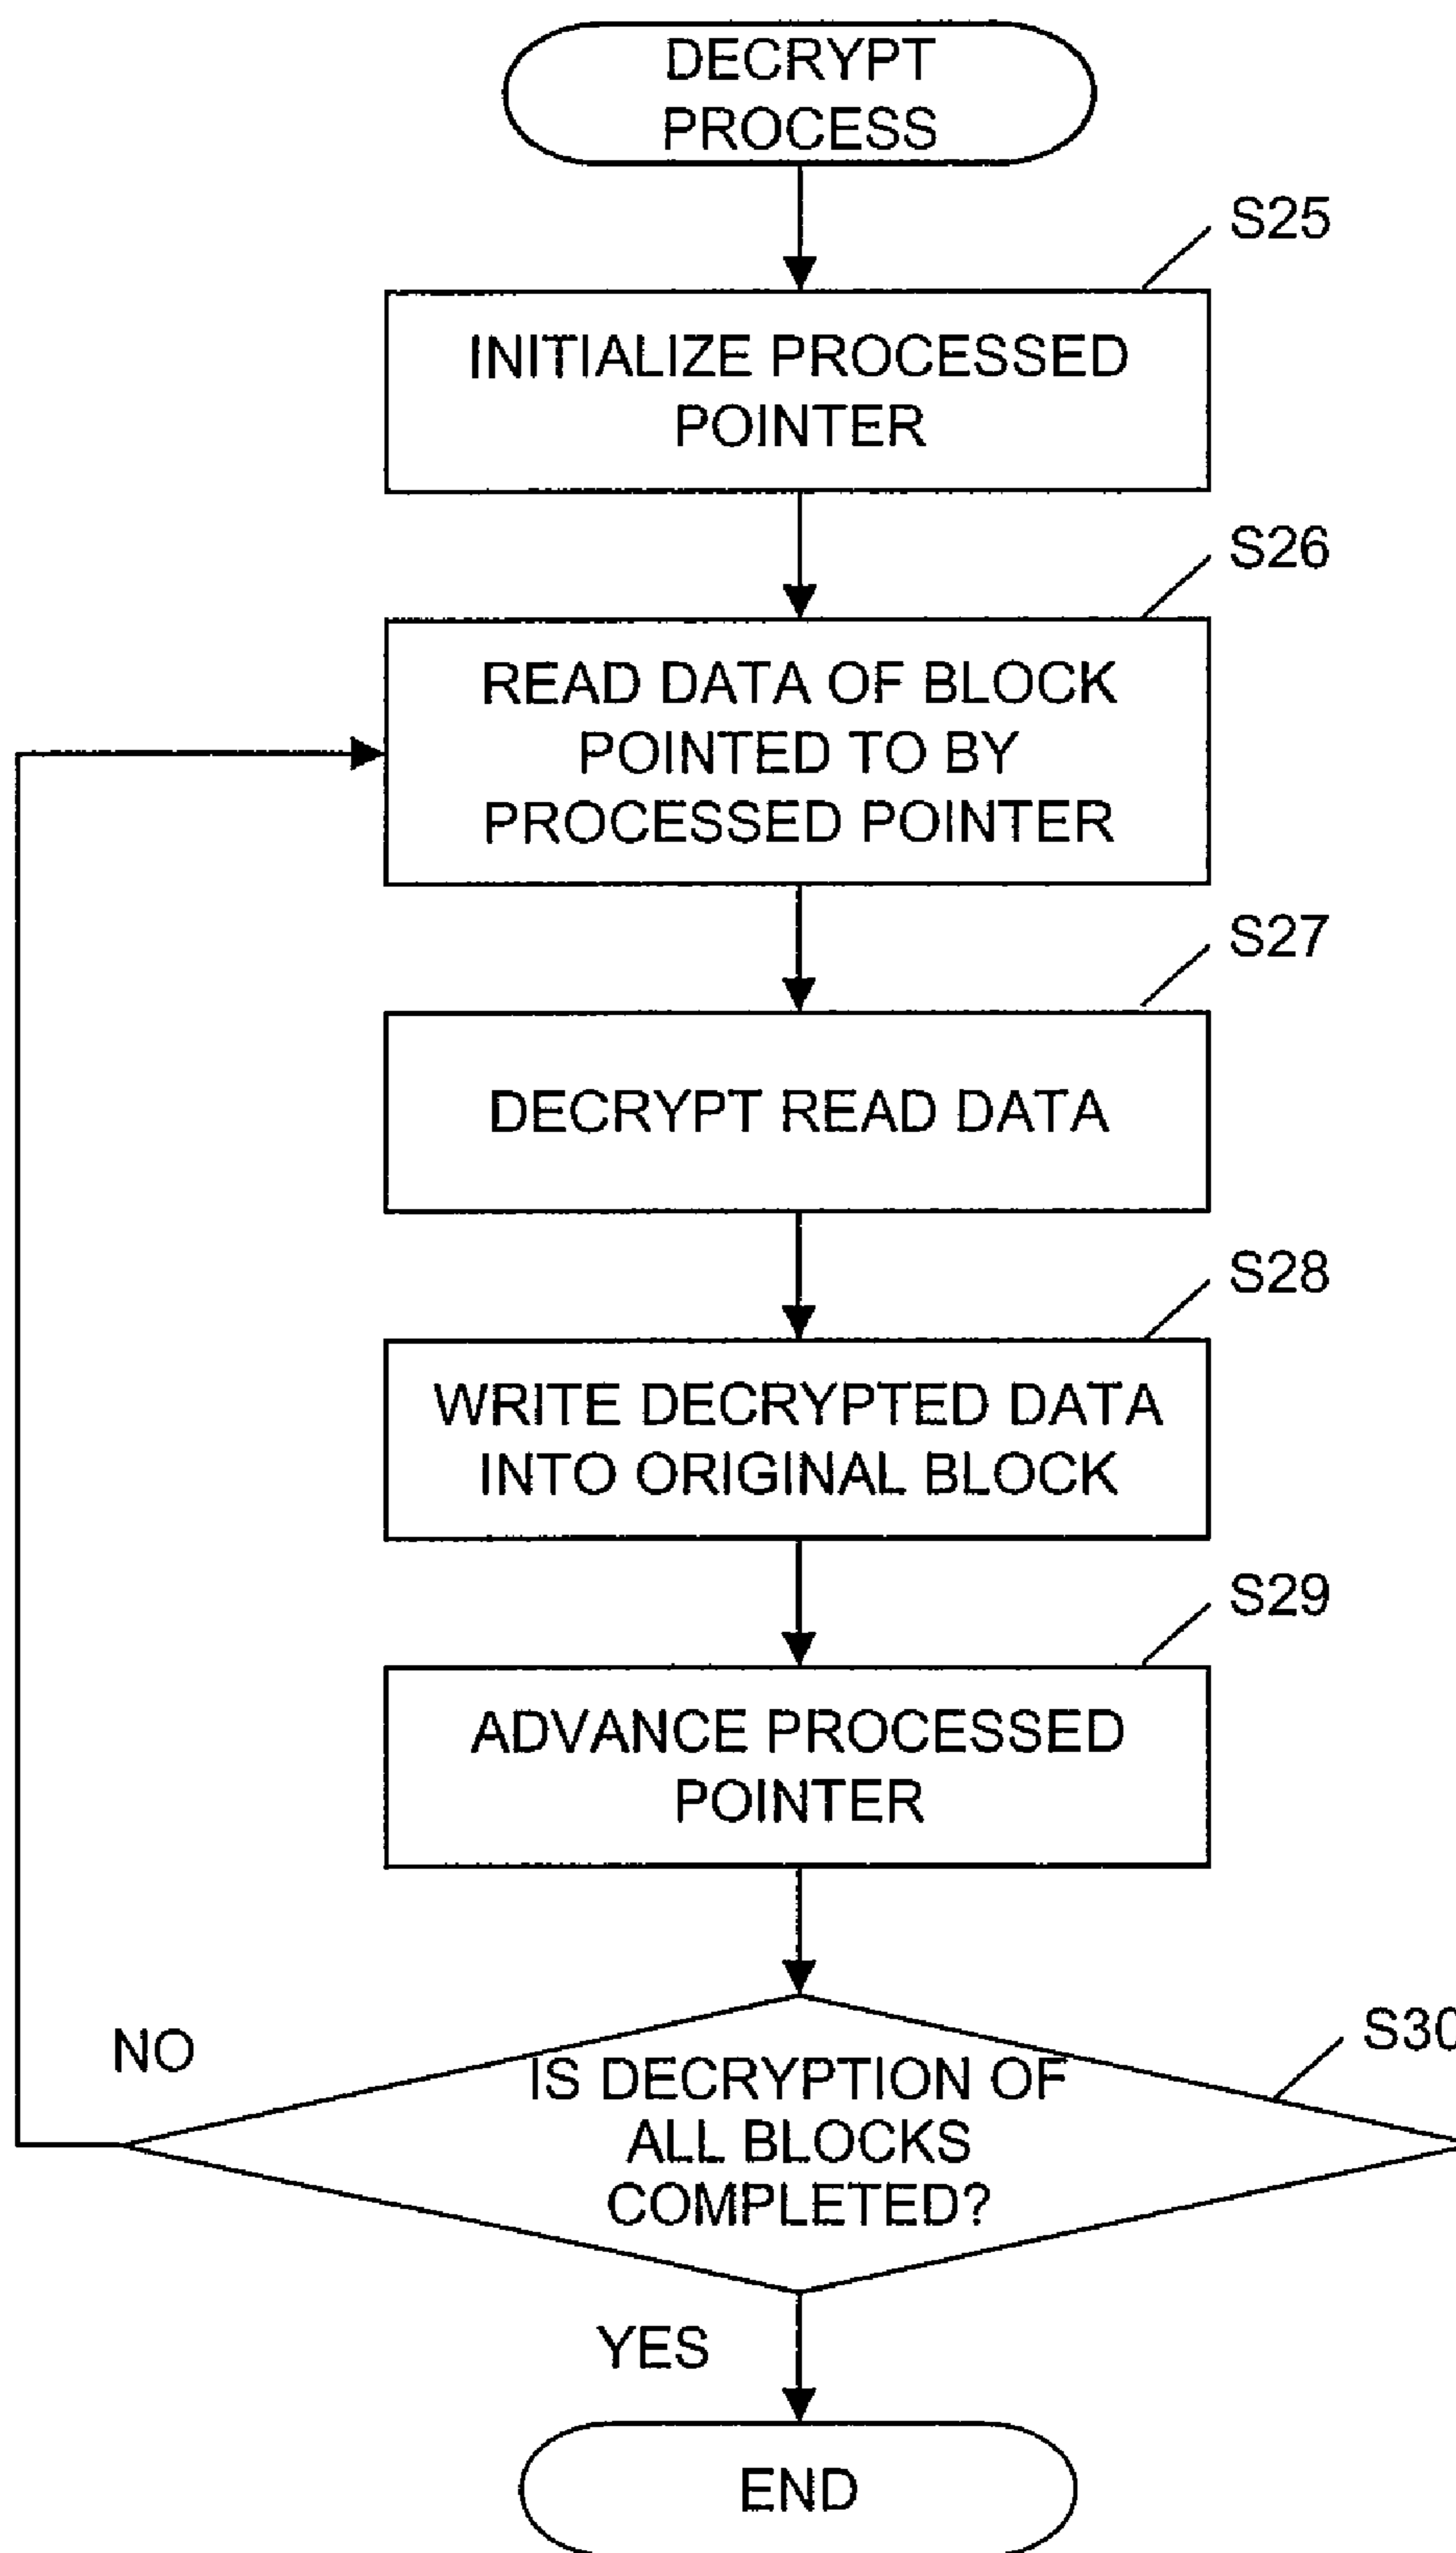 DECRYPT
PROCESS
S25
INITIALIZE PROCESSED
POINTER
S26
READ DATA OF BLOCK
POINTED TO BY
PROCESSED POINTER
S27
DECRYPT READ DATA
S28
WRITE DECRYPTED DATA
INTO ORIGINAL BLOCK
S29
ADVANCE PROCESSED
POINTER
S30
NO
IS DECRYPTION OF
ALL BLOCKS
COMPLETED?
YES
END